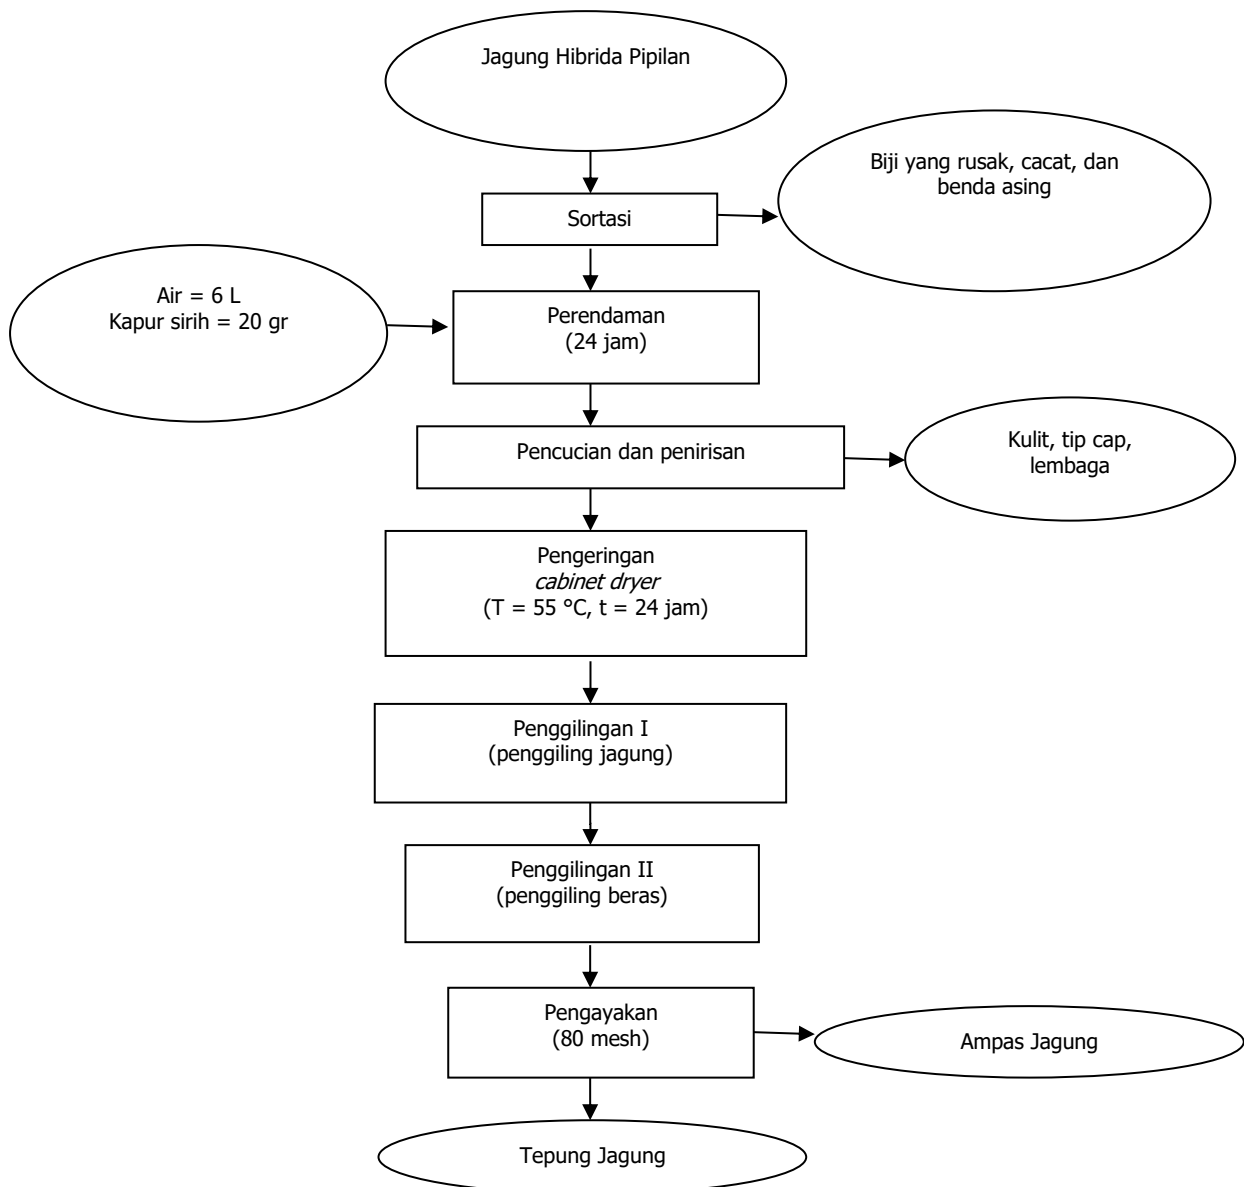 Jagung Hibrida Pipilan
Biji yang rusak, cacat, dan
benda asing
Sortasi
Air = 6 L
Kapur sirih = 20 gr
Perendaman
(24 jam)
Pencucian dan penirisan
Kulit, tip cap,
lembaga
Pengeringan
cabinet dryer
(T = 55 °C, t = 24 jam)
Penggilingan I
(penggiling jagung)
Penggilingan II
(penggiling beras)
Pengayakan
(80 mesh)
Ampas Jagung
Tepung Jagung